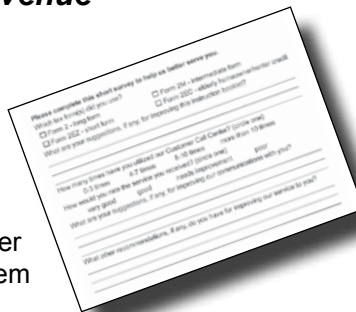 venue
Please complete this short survey to help us better serve you.
Which tax form(s) did you use?
☐ Form 2 - long form ☐ Form 2M - intermediate form
☐ Form 2EZ - short form ☐ Form 2EC - elderly homeowner/renter credit
What are your suggestions, if any, for improving this instruction booklet?
How many times have you utilized our Customer Call Center? (circle one)
0-3 times 4-7 times 8-10 times more than 10 times
How would you rate the service you received? (circle one)
very good good needs improvement poor
What are your suggestions, if any, for improving our communications with you?
What other recommendations, if any, do you have for improving our service to you?
er
em